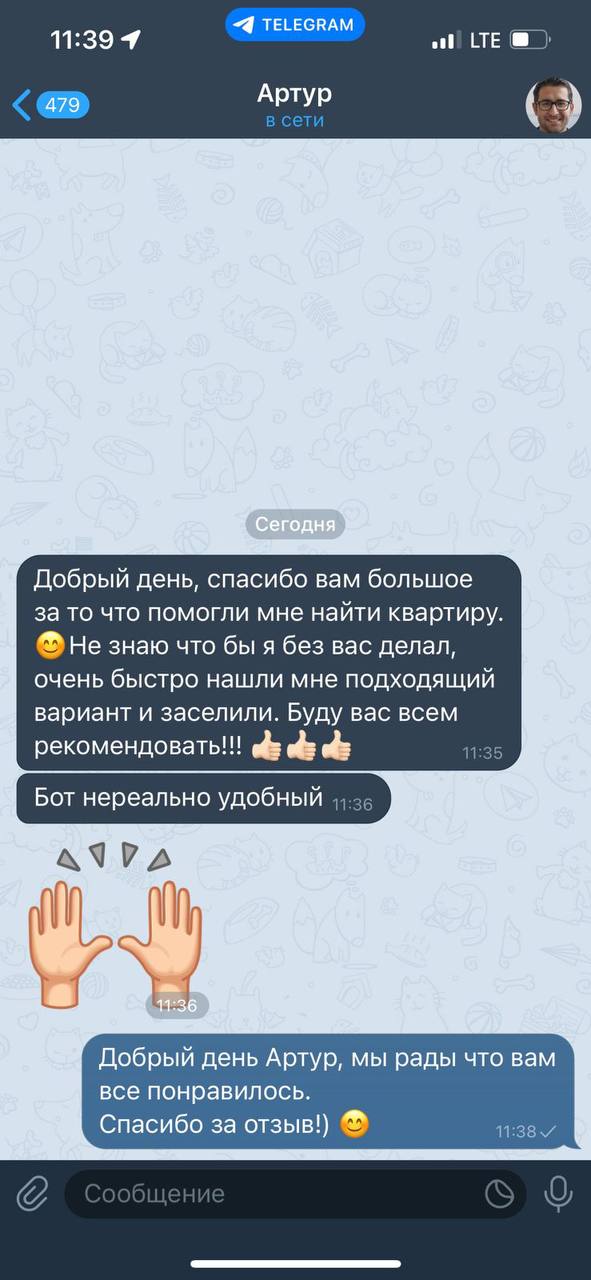 11:39
TELEGRAM
LTE
479
Артур
в сети
Сегодня
Добрый день, спасибо вам большое
за то что помогли мне найти квартиру.
😊Не знаю что бы я без вас делал,
очень быстро нашли мне подходящий
вариант и заселили. Буду вас всем
рекомендовать!!! 👍🏻👍🏻👍🏻 11:35
Бот нереально удобный 11:36
11:36
Добрый день Артур, мы рады что вам
все понравилось.
Спасибо за отзыв!) 😊 11:38
Сообщение